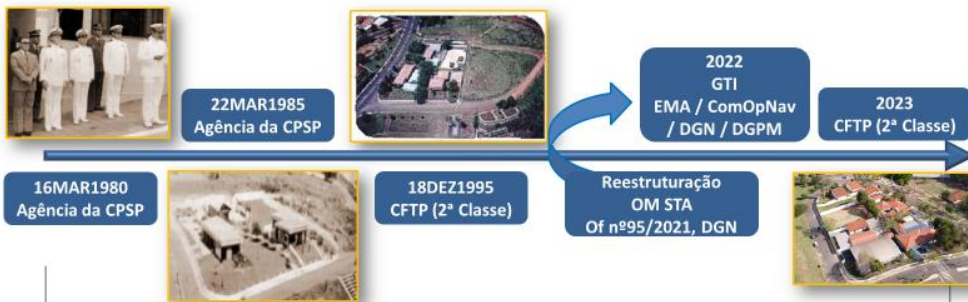 16MAR1980
Agência da CPSP
22MAR1985
Agência da CPSP
18DEZ1995
CFTP (2ª Classe)
Reestruturação
OM STA
Of nº95/2021, DGN
2022
GTI
EMA / ComOpNav
/ DGN / DGPM
2023
CFTP (2ª Classe)